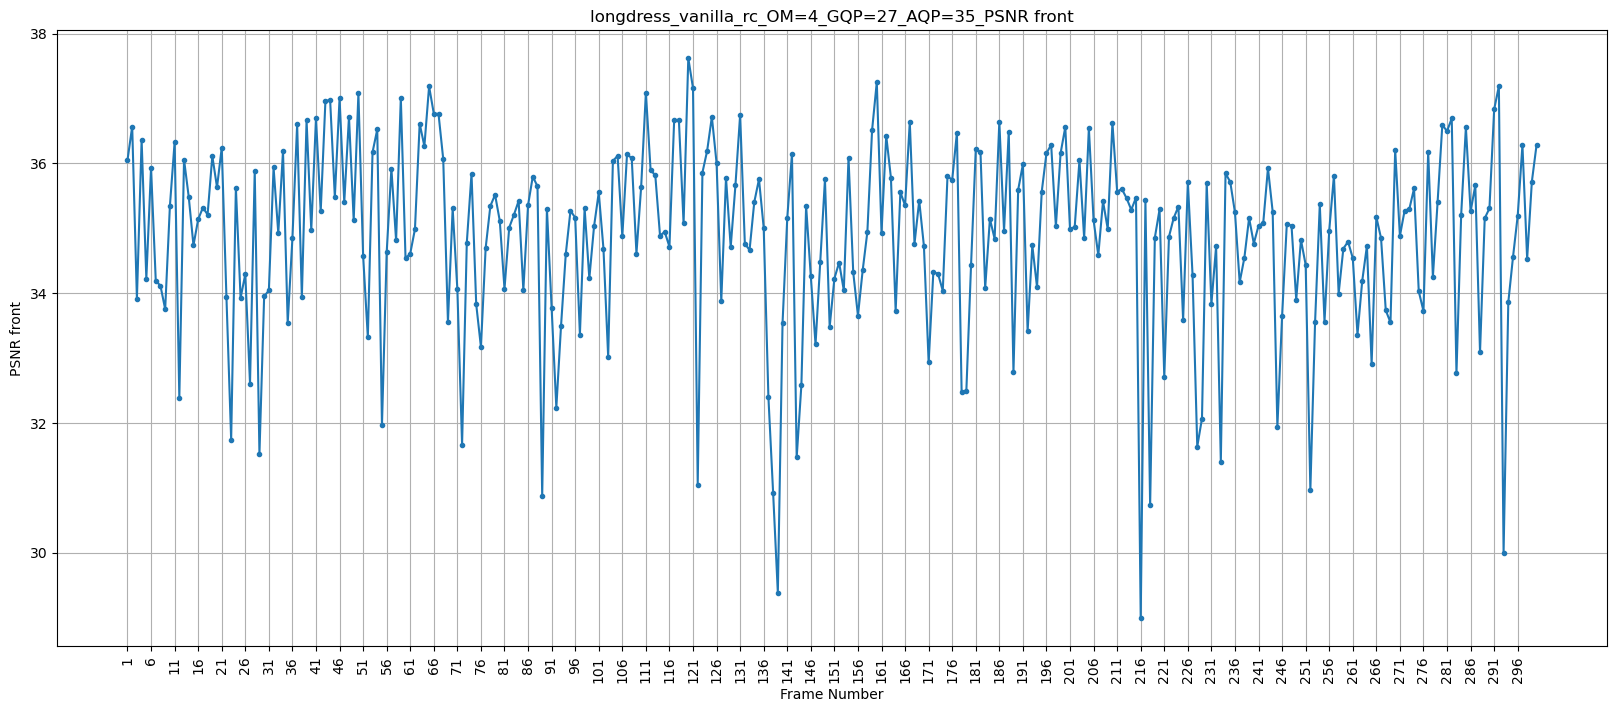 longdress_vanilla_rc_OM=4_GQP=27_AQP=35_PSNR front
38
36
34
32
30
PSNR front
1 6 11 16 21 26 31 36 41 46 51 56 61 66 71 76 81 86 91 96 101 106 111 116 121 126 131 136 141 146 151 156 161 166 171 176 181 186 191 196 201 206 211 216 221 226 231 236 241 246 251 256 261 266 271 276 281 286 291 296
Frame Number